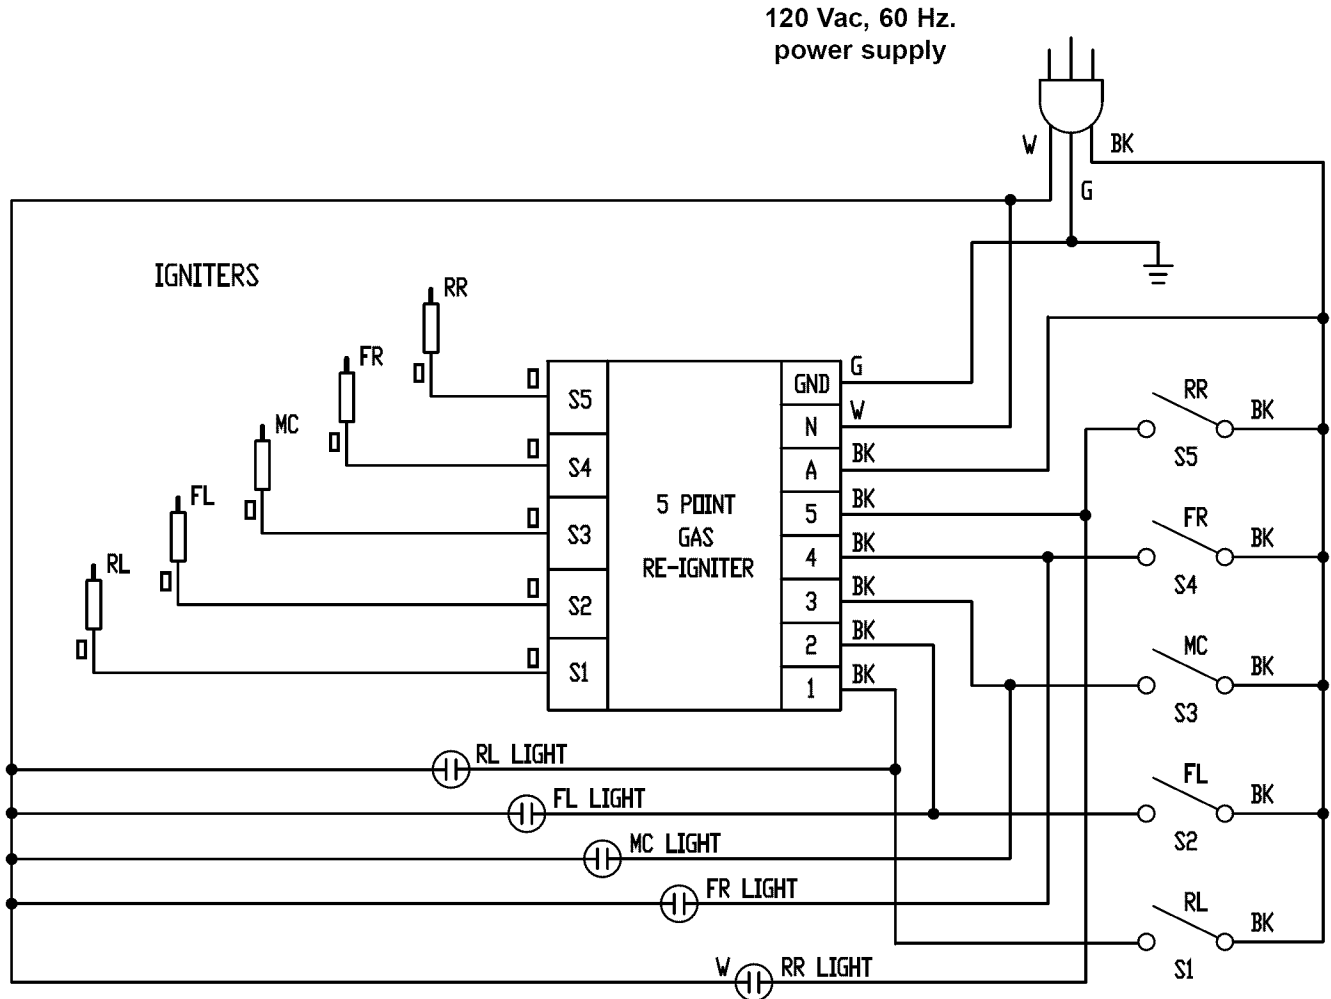 120 Vac, 60 Hz.
power supply
W
BK
G
IGNITERS
RR
FR
MC
FL
RL
S5
S4
S3
S2
S1
5 POINT
GAS
RE-IGNITER
GND
N
A
5
4
3
2
1
G
W
BK
BK
BK
BK
BK
BK
RR
BK
S5
FR
BK
S4
MC
BK
S3
FL
BK
S2
RL
BK
S1
RL LIGHT
FL LIGHT
MC LIGHT
FR LIGHT
W
RR LIGHT